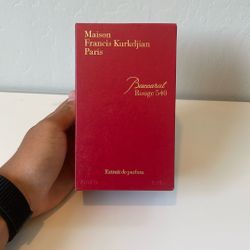 Maison
Francis Kurkdjian
Paris
Baccarat
Rouge 540
Extrait de parfum